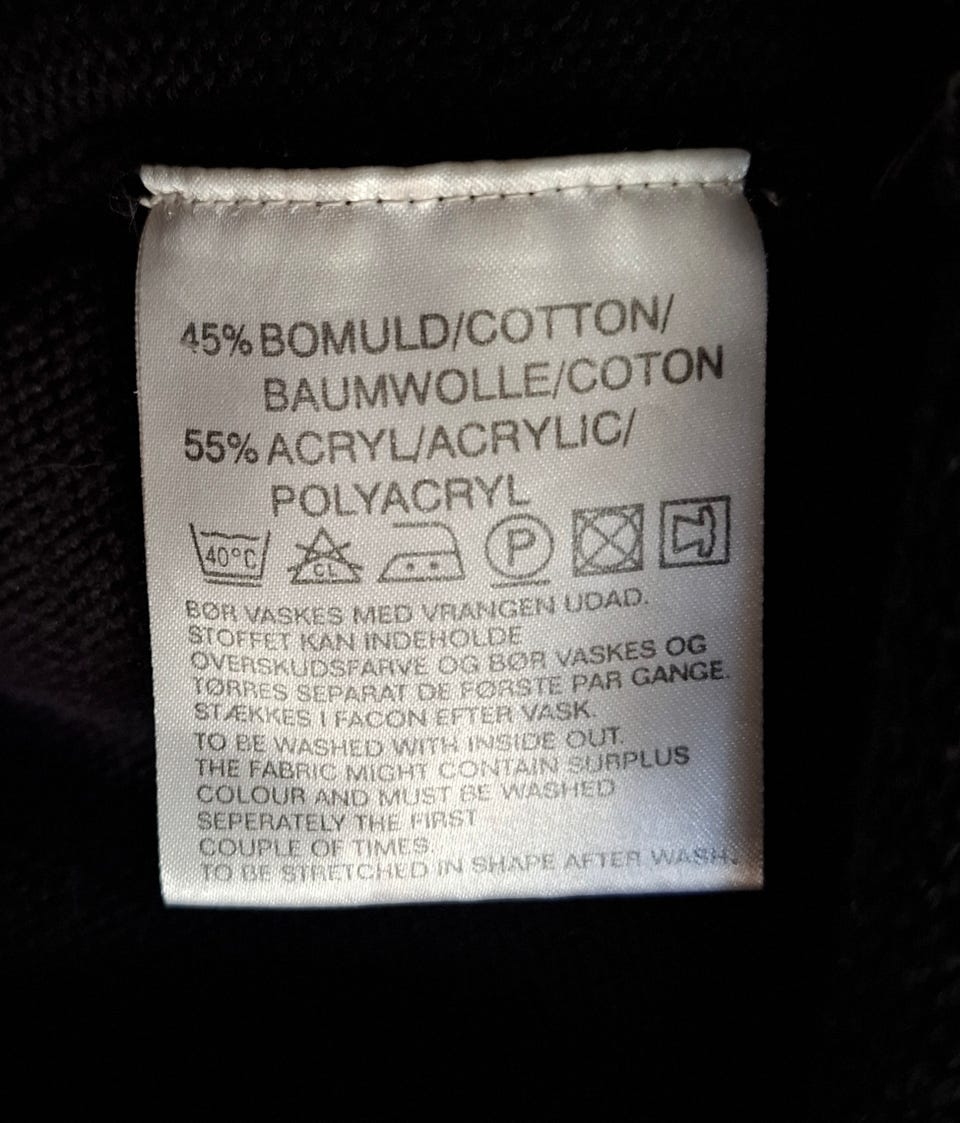 45% BOMULD/COTTON/
BAUMWOLLE/COTON
55% ACRYL/ACRYLIC/
POLYACRYL
40°C CL P
BØR VASKES MED VRANGEN UDAD.
STOFFET KAN INDEHOLDE
OVERSKUDSFARVE OG BØR VASKES OG
TØRRES SEPARAT DE FØRSTE PAR GANGE.
STÆKKES I FACON EFTER VASK.
TO BE WASHED WITH INSIDE OUT.
THE FABRIC MIGHT CONTAIN SURPLUS
COLOUR AND MUST BE WASHED
SEPERATELY THE FIRST
COUPLE OF TIMES.
TO BE STRETCHED IN SHAPE AFTER WASH.